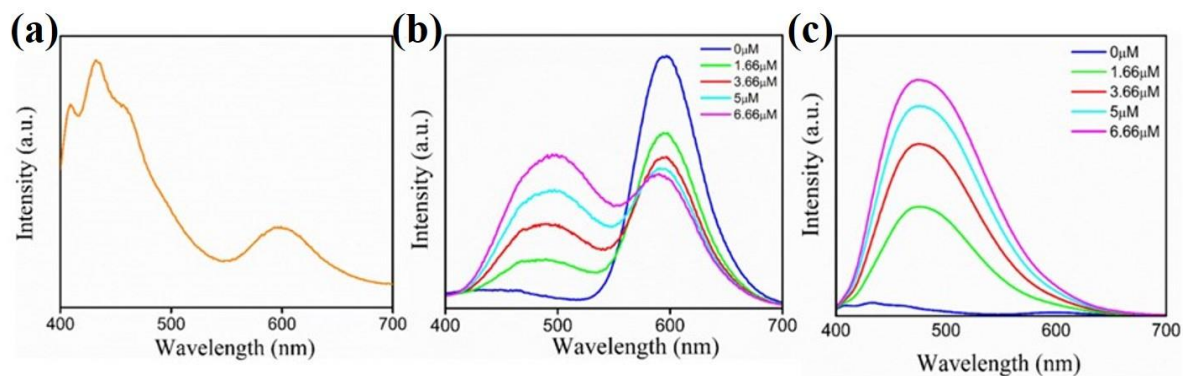 (a)
Intensity (a.u.)
400 500 600 700
Wavelength (nm)
(b)
0μM
1.66μM
3.66μM
5μM
6.66μM
Intensity (a.u.)
400 500 600 700
Wavelength (nm)
(c)
0μM
1.66μM
3.66μM
5μM
6.66μM
Intensity (a.u.)
400 500 600 700
Wavelength (nm)